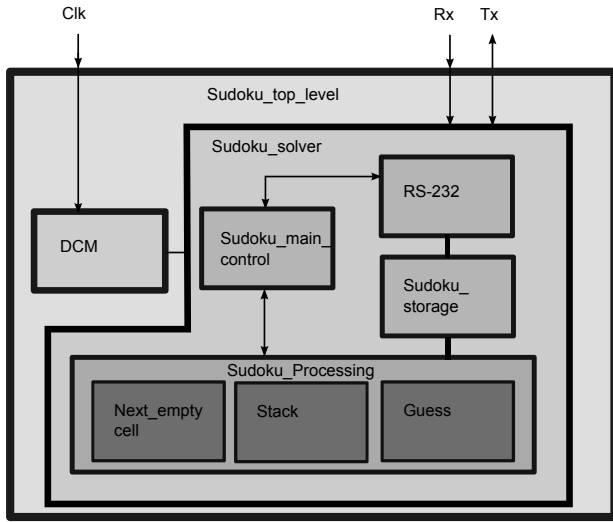 Clk
Rx
Tx
Sudoku_top_level
Sudoku_solver
RS-232
DCM
Sudoku_main_
control
Sudoku_
storage
Sudoku_Processing
Next_empty
cell
Stack
Guess